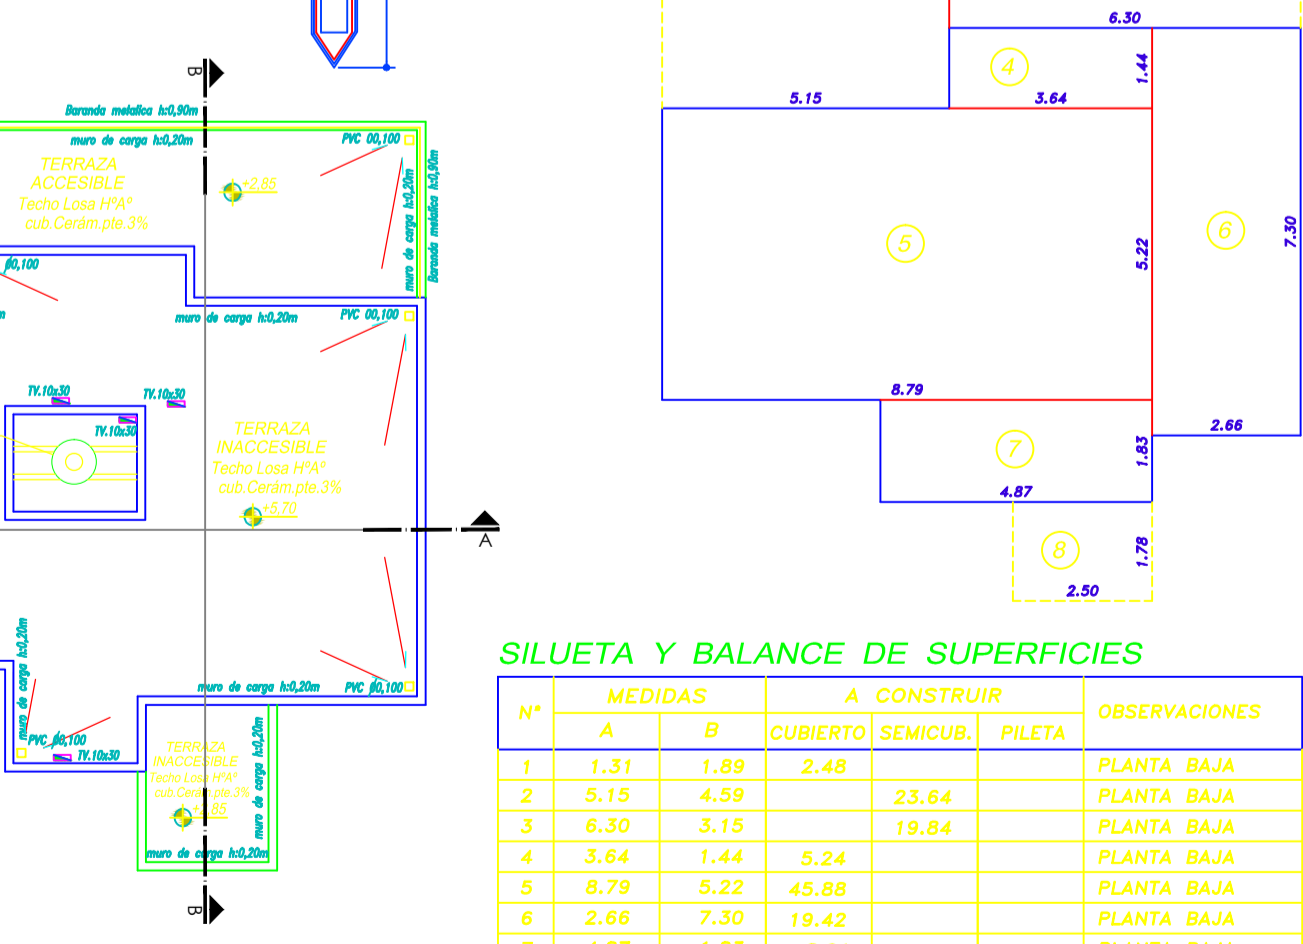 B
Baranda metalica h:0,90m
muro de carga h:0,20m
PVC 00,100
TERRAZA
ACCESIBLE
Techo Losa HºAº
cub.Cerám.pte.3%
+2,85
muro de carga h:0,20m
Baranda metalica h:0,90m
Ø0,100
m
muro de carga h:0,20m
PVC 00,100
TV.10x30
TV.10x30
TV.10x30
TERRAZA
INACCESIBLE
Techo Losa HºAº
cub.Cerám.pte.3%
+5,70
A
muro de carga h:0,20m
muro de carga h:0,20m
PVC Ø0,100
PVC Ø0,100
TV.10x30
TERRAZA
INACCESIBLE
Techo Losa HºAº
cub.Cerám.pte.3%
muro de carga h:0,20m
muro de carga h:0,20m
B
6.30
4
1.44
5.15
3.64
5
5.22
6
7.30
8.79
2.66
7
1.83
4.87
8
1.78
2.50
SILUETA Y BALANCE DE SUPERFICIES
Nº MEDIDAS A CONSTRUIR OBSERVACIONES
A B CUBIERTO SEMICUB. PILETA
1 1.31 1.89 2.48 PLANTA BAJA
2 5.15 4.59 23.64 PLANTA BAJA
3 6.30 3.15 19.84 PLANTA BAJA
4 3.64 1.44 5.24 PLANTA BAJA
5 8.79 5.22 45.88 PLANTA BAJA
6 2.66 7.30 19.42 PLANTA BAJA